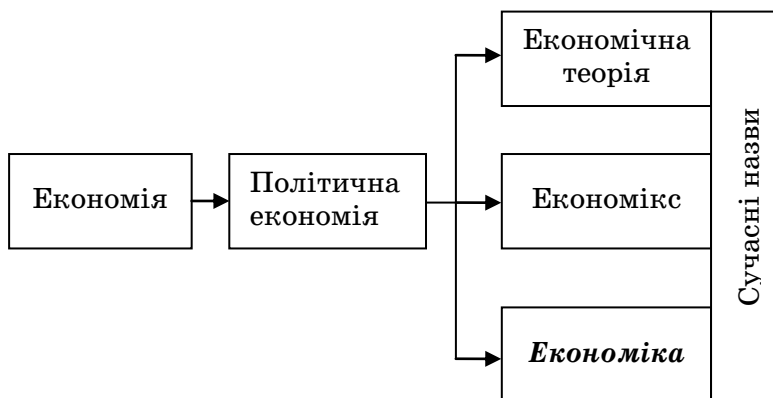 Економія
Політична
економія
Економічна
теорія
Економікс
Економіка
Сучасні назви